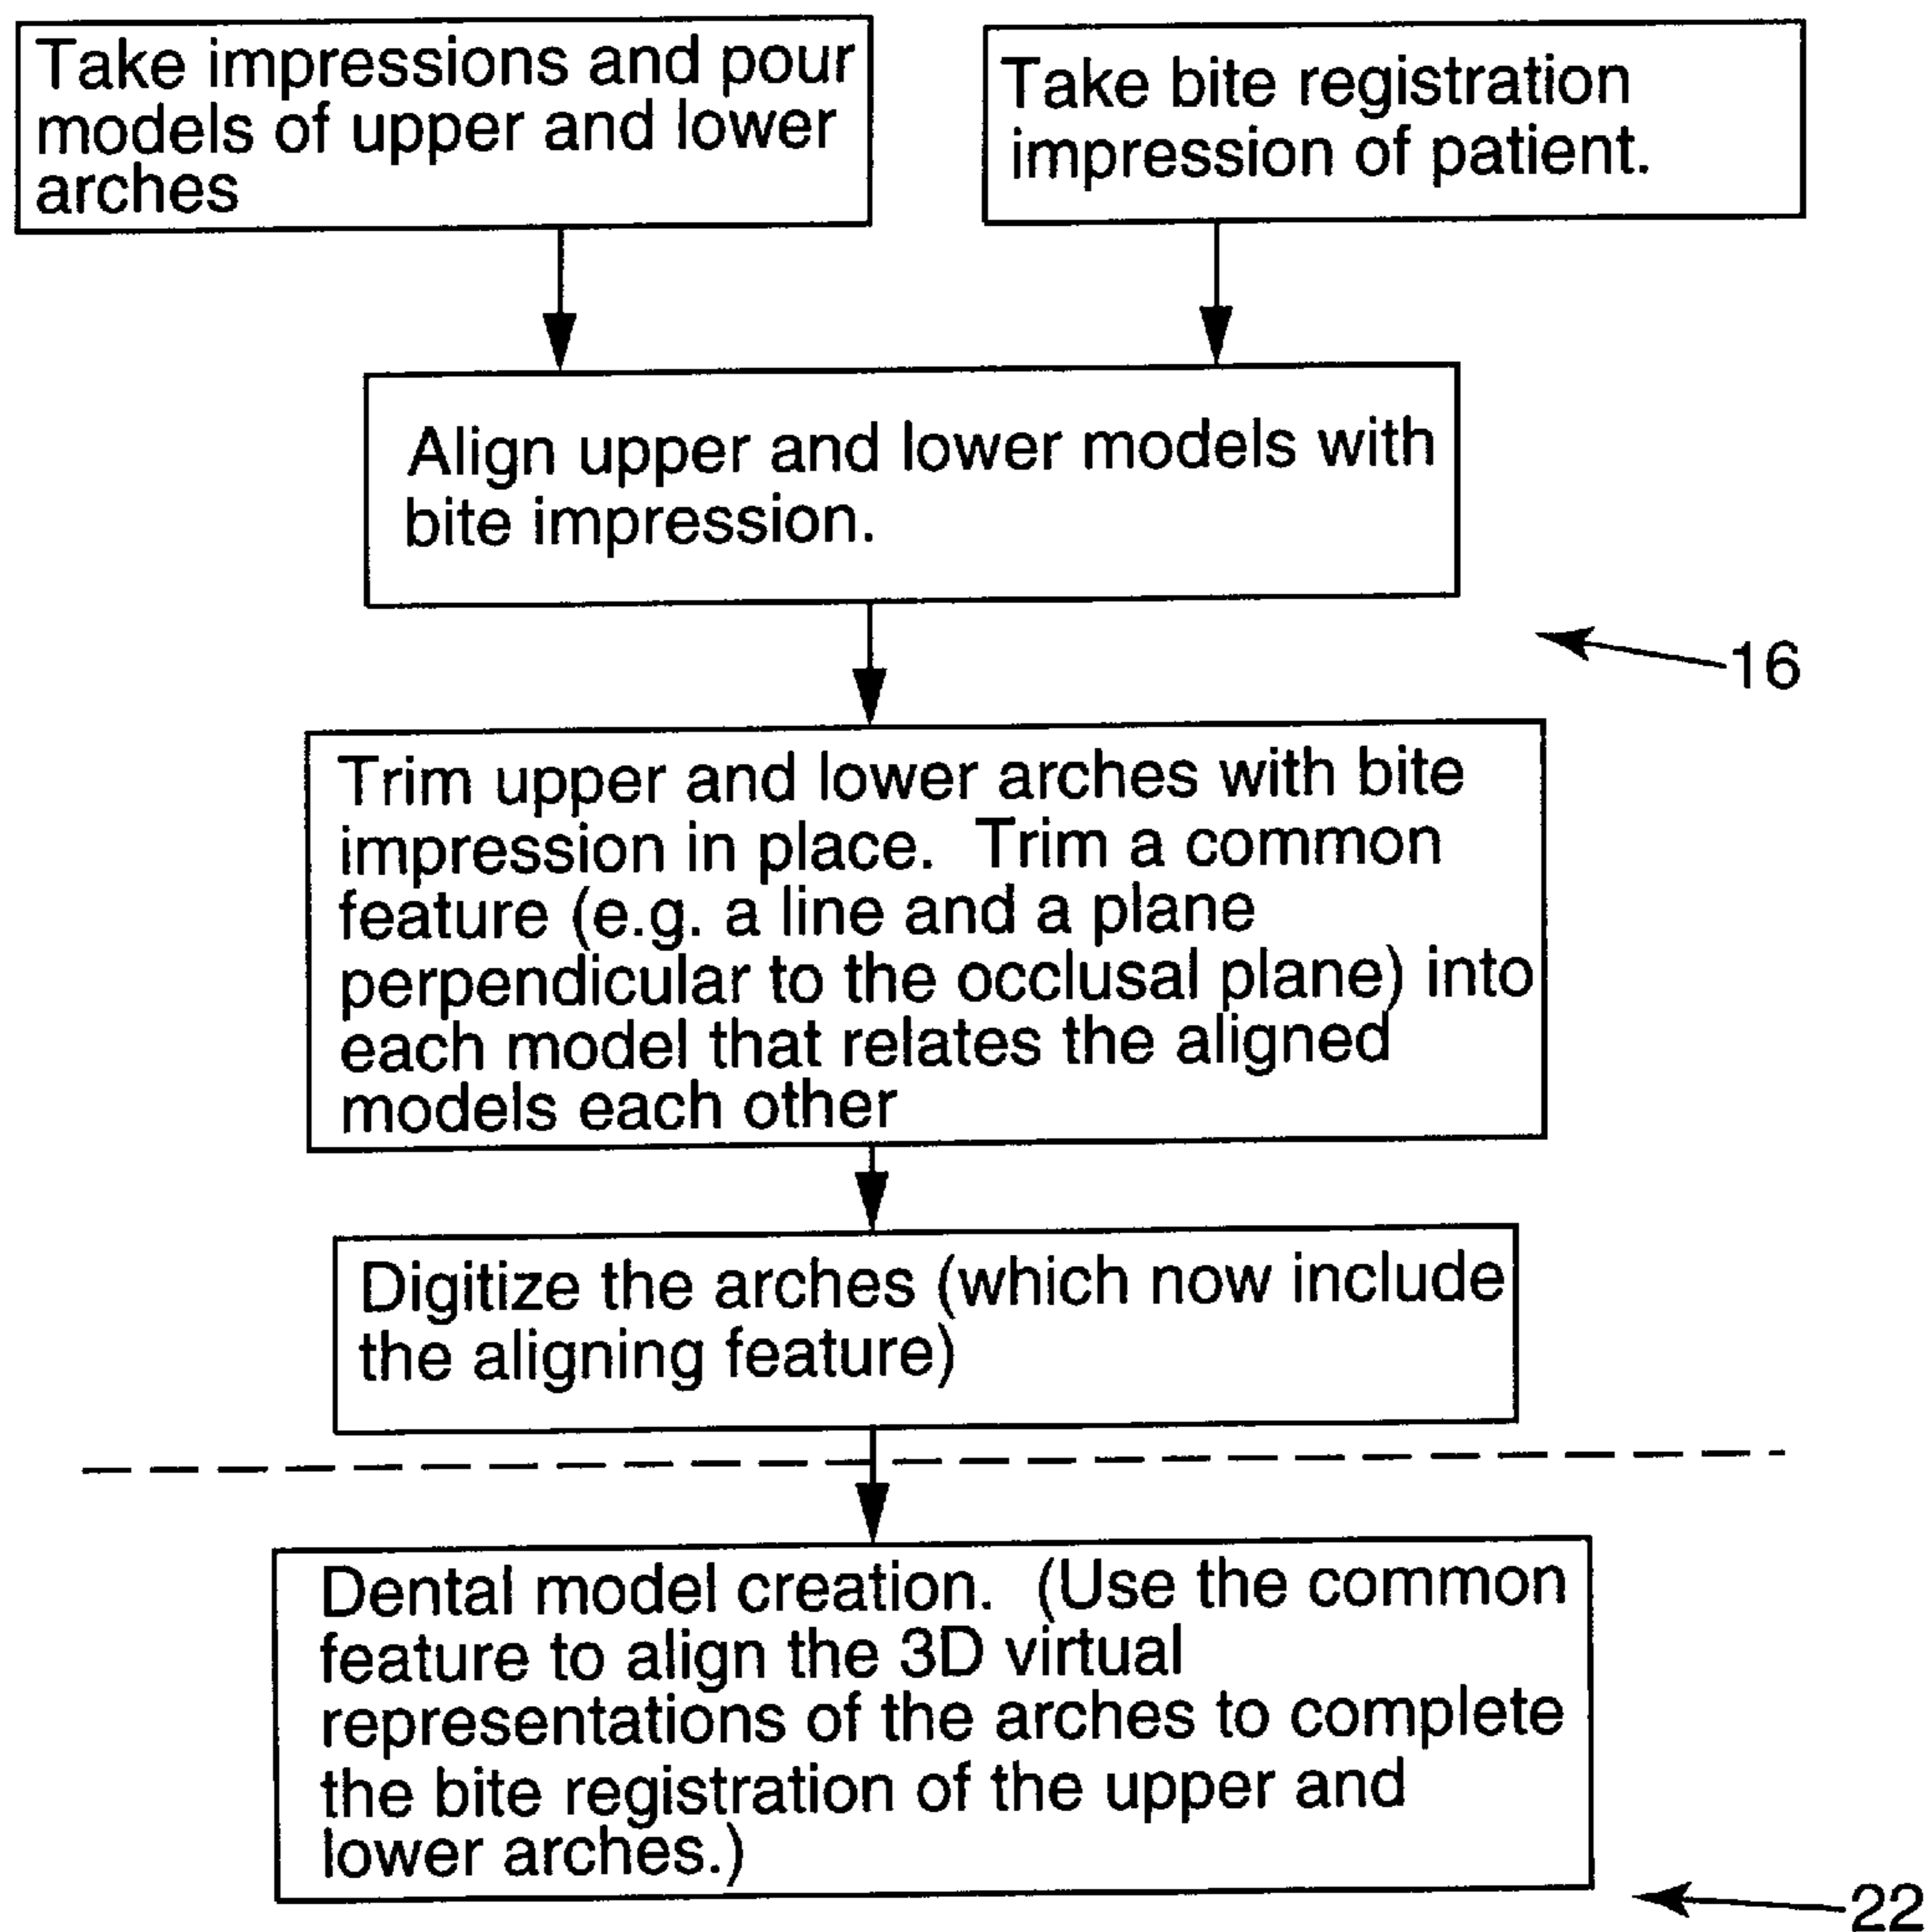 Take impressions and pour
models of upper and lower
arches
Take bite registration
impression of patient.
Align upper and lower models with
bite impression.
16
Trim upper and lower arches with bite
impression in place. Trim a common
feature (e.g. a line and a plane
perpendicular to the occlusal plane) into
each model that relates the aligned
models each other
Digitize the arches (which now include
the aligning feature)
Dental model creation. (Use the common
feature to align the 3D virtual
representations of the arches to complete
the bite registration of the upper and
lower arches.)
22